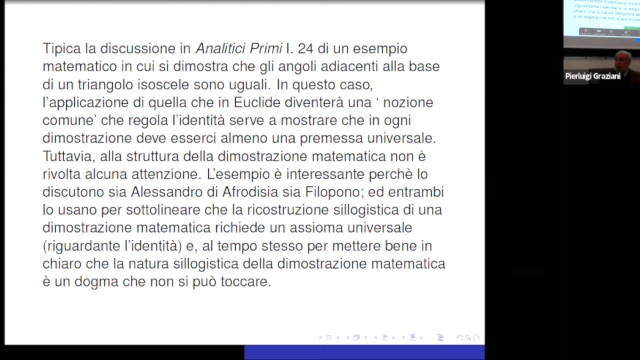 Tipica la discussione in Analitici Primi I. 24 di un esempio
matematico in cui si dimostra che gli angoli adiacenti alla base
di un triangolo isoscele sono uguali. In questo caso,
l'applicazione di quella che in Euclide diventerà una ' nozione
comune' che regola l'identità serve a mostrare che in ogni
dimostrazione deve esserci almeno una premessa universale.
Tuttavia, alla struttura della dimostrazione matematica non è
rivolta alcuna attenzione. L'esempio è interessante perchè lo
discutono sia Alessandro di Afrodisia sia Filopono; ed entrambi
lo usano per sottolineare che la ricostruzione sillogistica di una
dimostrazione matematica richiede un assioma universale
(riguardante l'identità) e, al tempo stesso per mettere bene in
chiaro che la natura sillogistica della dimostrazione matematica
è un dogma che non si può toccare.
Pierluigi Graziani